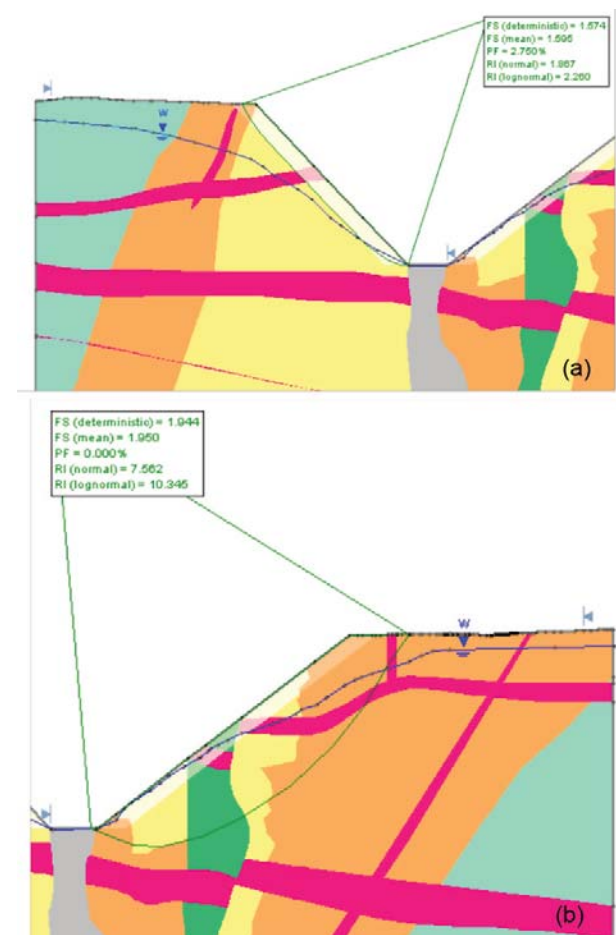 FS (deterministic) = 1.574
FS (mean) = 1.595
PF = 2.750%
RI (normal) = 1.867
RI (lognormal) = 2.260
W
(a)
FS (deterministic) = 1.944
FS (mean) = 1.950
PF = 0.000%
RI (normal) = 7.562
RI (lognormal) = 10.345
W
(b)